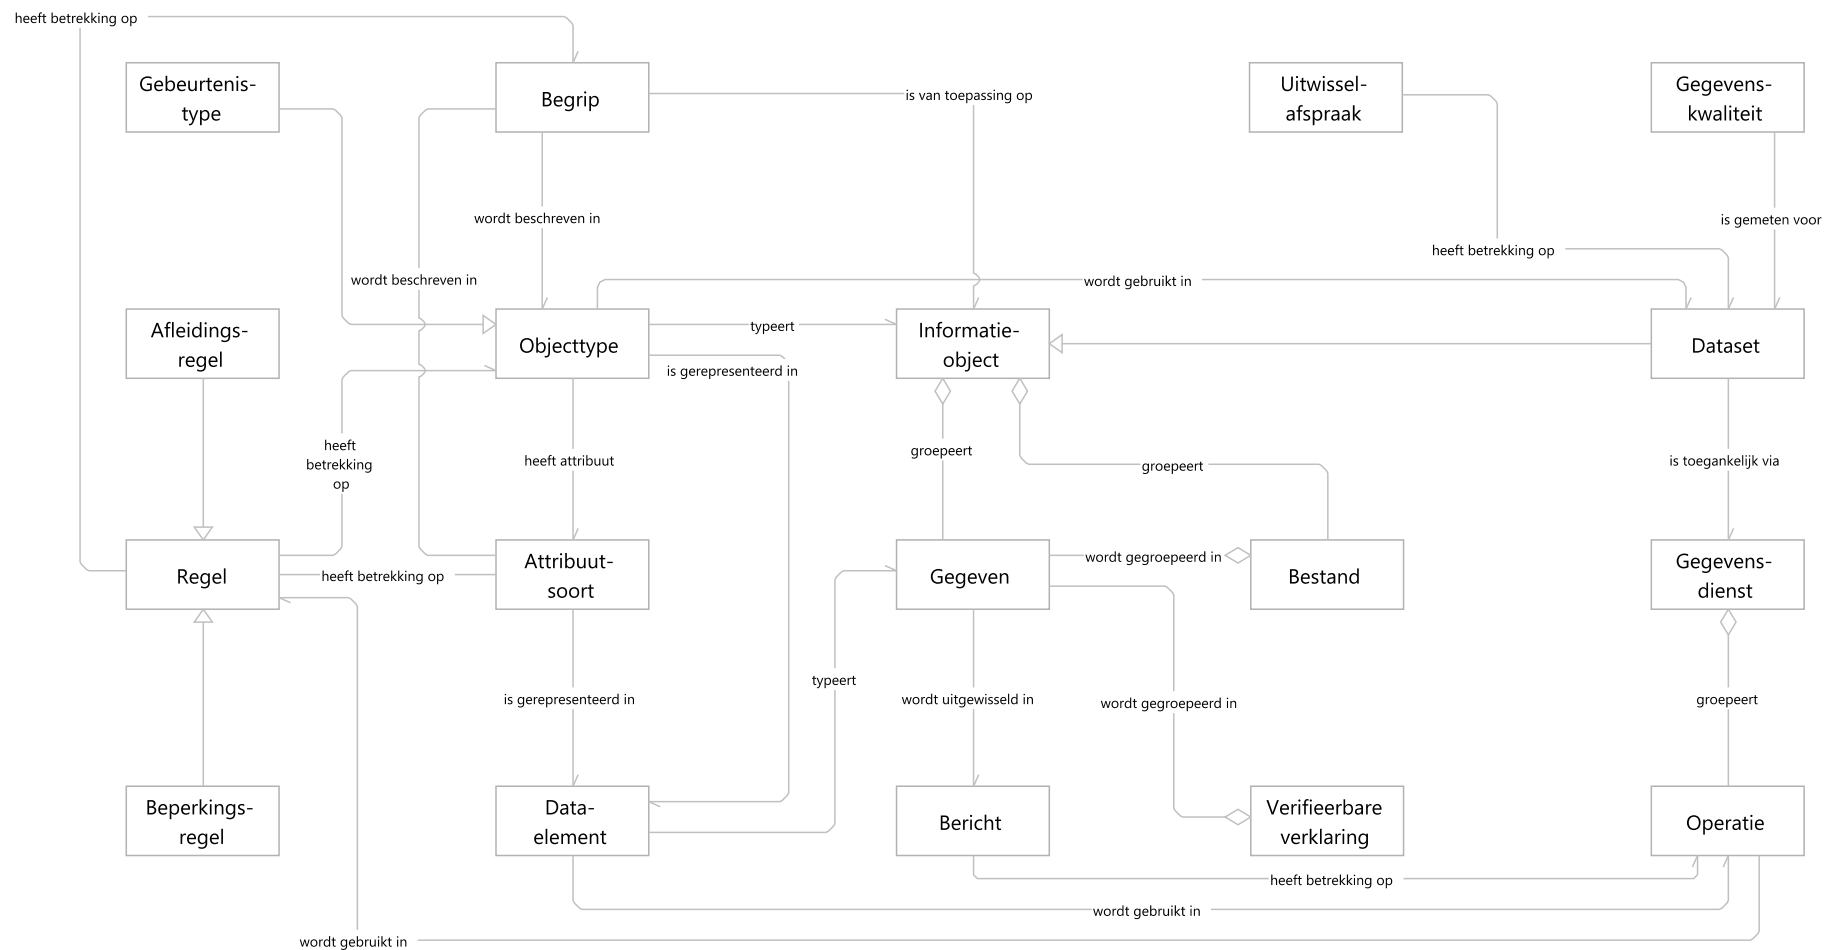 heeft betrekking op
Gebeurtenis-
type
Begrip
is van toepassing op
Uitwissel-
afspraak
Gegevens-
kwaliteit
wordt beschreven in
is gemeten voor
heeft betrekking op
wordt beschreven in
wordt gebruikt in
Afleidings-
regel
Objecttype
typeert
is gerepresenteerd in
Informatie-
object
Dataset
heeft
betrekking
op
heeft attribuut
groepeert
groepeert
is toegankelijk via
Regel
heeft betrekking op
Attribuut-
soort
Gegeven
wordt gegroepeerd in
Bestand
Gegevens-
dienst
is gerepresenteerd in
typeert
wordt uitgewisseld in
wordt gegroepeerd in
groepeert
Beperkings-
regel
Data-
element
Bericht
Verifieerbare
verklaring
Operatie
heeft betrekking op
wordt gebruikt in
wordt gebruikt in